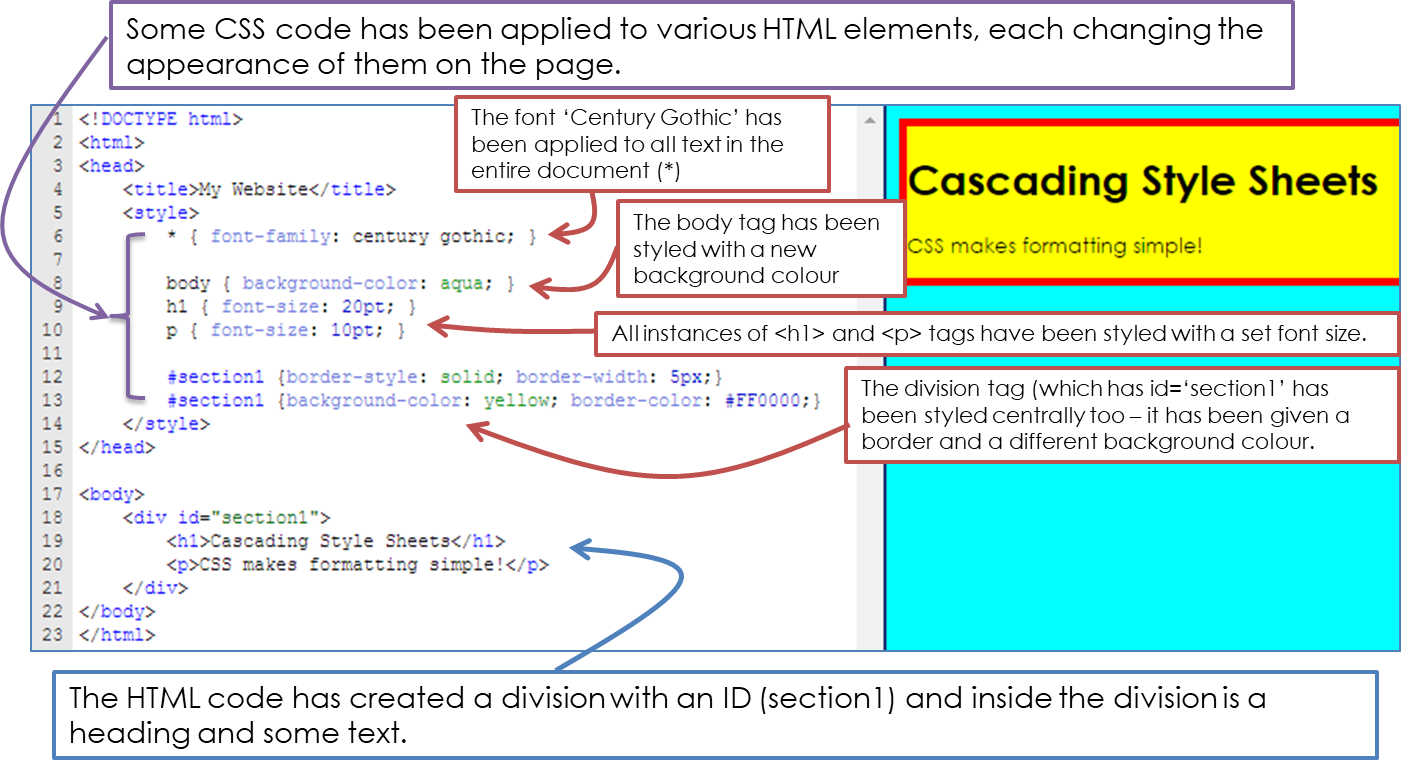 Some CSS code has been applied to various HTML elements, each changing the
appearance of them on the page.
The font ‘Century Gothic’ has
been applied to all text in the
entire document (*)
The body tag has been
styled with a new
background colour
All instances of <h1> and <p> tags have been styled with a set font size.
The division tag (which has id=‘section1’ has
been styled centrally too – it has been given a
border and a different background colour.
1 <!DOCTYPE html>
2 <html>
3 <head>
4 <title>My Website</title>
5 <style>
6 * { font-family: century gothic; }
7
8 body { background-color: aqua; }
9 h1 { font-size: 20pt; }
10 p { font-size: 10pt; }
11
12 #section1 {border-style: solid; border-width: 5px;}
13 #section1 {background-color: yellow; border-color: #FF0000;}
14 </style>
15 </head>
16
17 <body>
18 <div id="section1">
19 <h1>Cascading Style Sheets</h1>
20 <p>CSS makes formatting simple!</p>
21 </div>
22 </body>
23 </html>
Cascading Style Sheets
CSS makes formatting simple!
The HTML code has created a division with an ID (section1) and inside the division is a
heading and some text.